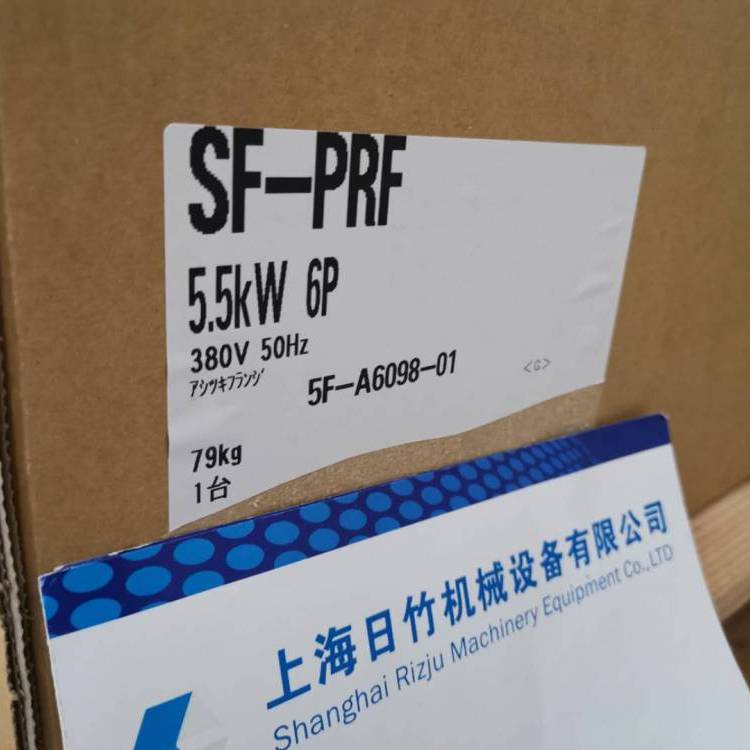 SF-PRF
5.5kW 6P
380V 50Hz
ｱｼﾂｷﾌﾗﾝｼﾞ
5F-A6098-01 <G>
79kg
1台
上海日竹机械设备有限公司
Shanghai Rizju Machinery Equipment Co.,LTD